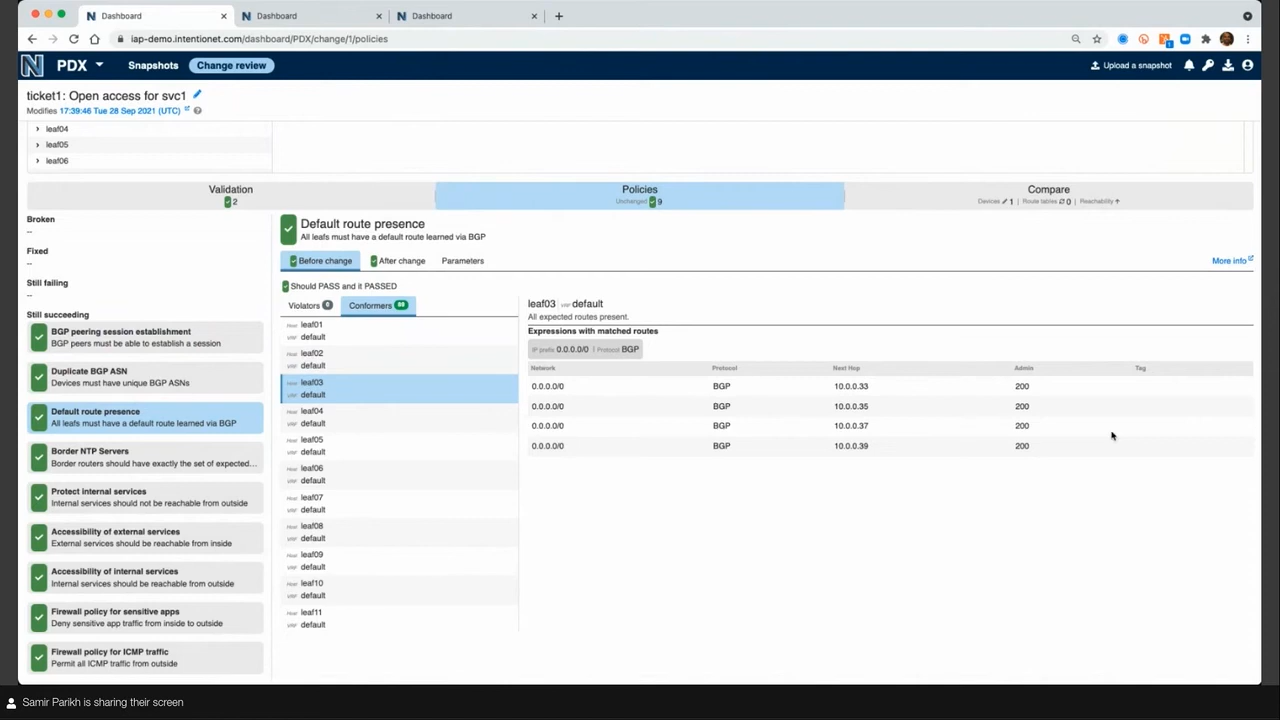 Dashboard
Dashboard
Dashboard
iap-demo.intentionet.com/dashboard/PDX/change/1/policies
PDX
Snapshots
Change review
Upload a snapshot
ticket1: Open access for svc1
Modifies 17:39:46 Tue 28 Sep 2021 (UTC)
leaf04
leaf05
leaf06
Validation
2
Policies
Unchanged 9
Compare
Devices 1 | Route tables 0 | Reachability
Broken
--
Fixed
--
Still failing
--
Still succeeding
BGP peering session establishment
BGP peers must be able to establish a session
Duplicate BGP ASN
Devices must have unique BGP ASNs
Default route presence
All leafs must have a default route learned via BGP
Border NTP Servers
Border routers should have exactly the set of expected...
Protect internal services
Internal services should not be reachable from outside
Accessibility of external services
External services should be reachable from inside
Accessibility of internal services
Internal services should be reachable from outside
Firewall policy for sensitive apps
Deny sensitive app traffic from inside to outside
Firewall policy for ICMP traffic
Permit all ICMP traffic from outside
Default route presence
All leafs must have a default route learned via BGP
Before change
After change
Parameters
More info
Should PASS and it PASSED
Violators 0
Conformers 88
Host leaf01
VRF default
Host leaf02
VRF default
Host leaf03
VRF default
Host leaf04
VRF default
Host leaf05
VRF default
Host leaf06
VRF default
Host leaf07
VRF default
Host leaf08
VRF default
Host leaf09
VRF default
Host leaf10
VRF default
Host leaf11
VRF default
leaf03 VRF default
All expected routes present.
Expressions with matched routes
IP prefix 0.0.0.0/0 | Protocol BGP
Network Protocol Next Hop Admin Tag
0.0.0.0/0 BGP 10.0.0.33 200
0.0.0.0/0 BGP 10.0.0.35 200
0.0.0.0/0 BGP 10.0.0.37 200
0.0.0.0/0 BGP 10.0.0.39 200
Samir Parikh is sharing their screen